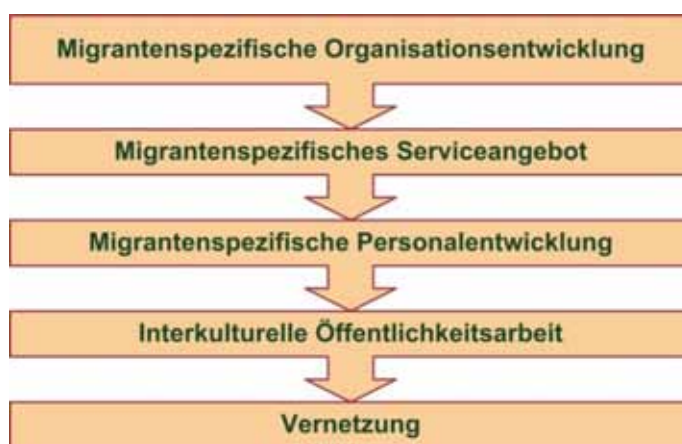 Migrantenspezifische Organisationsentwicklung
Migrantenspezifisches Serviceangebot
Migrantenspezifische Personalentwicklung
Interkulturelle Öffentlichkeitsarbeit
Vernetzung